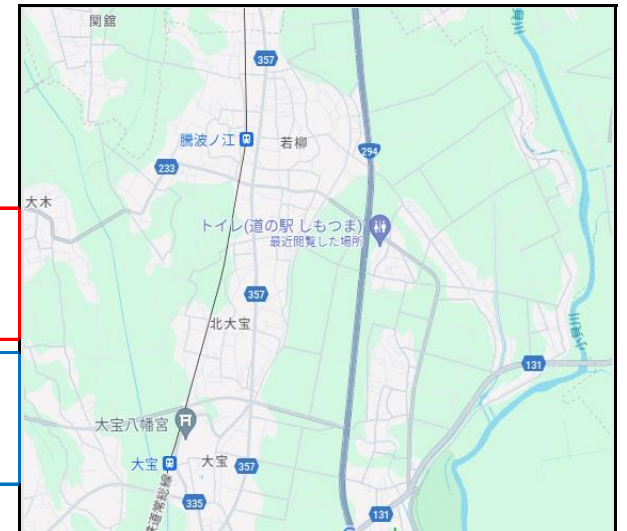 関舘
357
騰波ノ江
若柳
294
233
大木
トイレ(道の駅 しもつま)
最近閲覧した場所
357
北大宝
131
大宝八幡宮
大宝
大宝
357
335
131